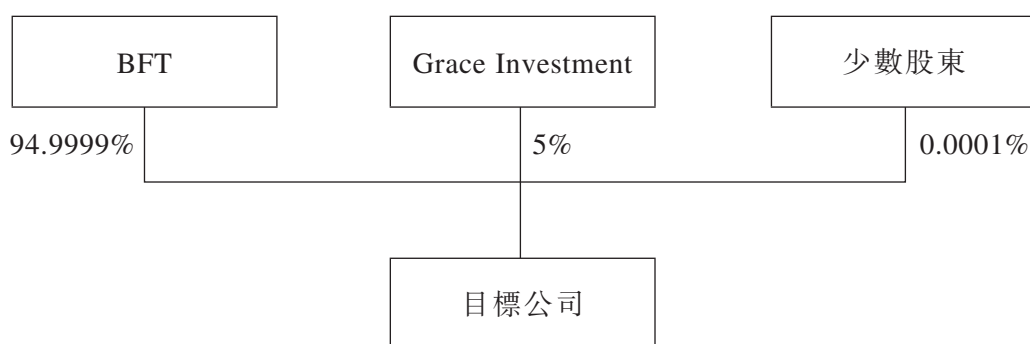 BFT
Grace Investment
少數股東
94.9999%
5%
0.0001%
目標公司